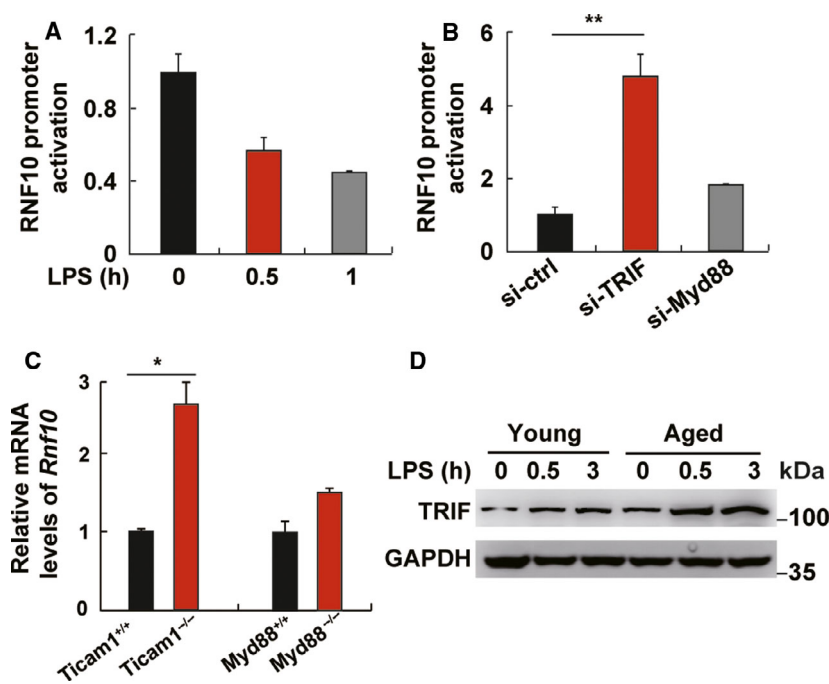 A
RNF10 promoter
activation
1.2
0.8
0.4
0
LPS (h) 0 0.5 1
B
RNF10 promoter
activation
6
4
2
0
**
si-ctrl
si-TRIF
si-Myd88
C
Relative mRNA
levels of Rnf10
3
2
1
0
*
Ticam1+/+
Ticam1−/−
Myd88+/+
Myd88−/−
D
Young Aged
LPS (h) 0 0.5 3 0 0.5 3 kDa
TRIF 100
GAPDH 35